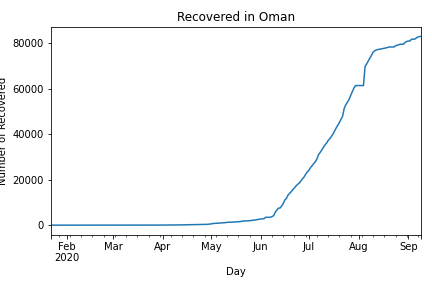 Recovered in Oman
Number of Recovered
80000
60000
40000
20000
0
Feb Mar Apr May Jun Jul Aug Sep
2020
Day